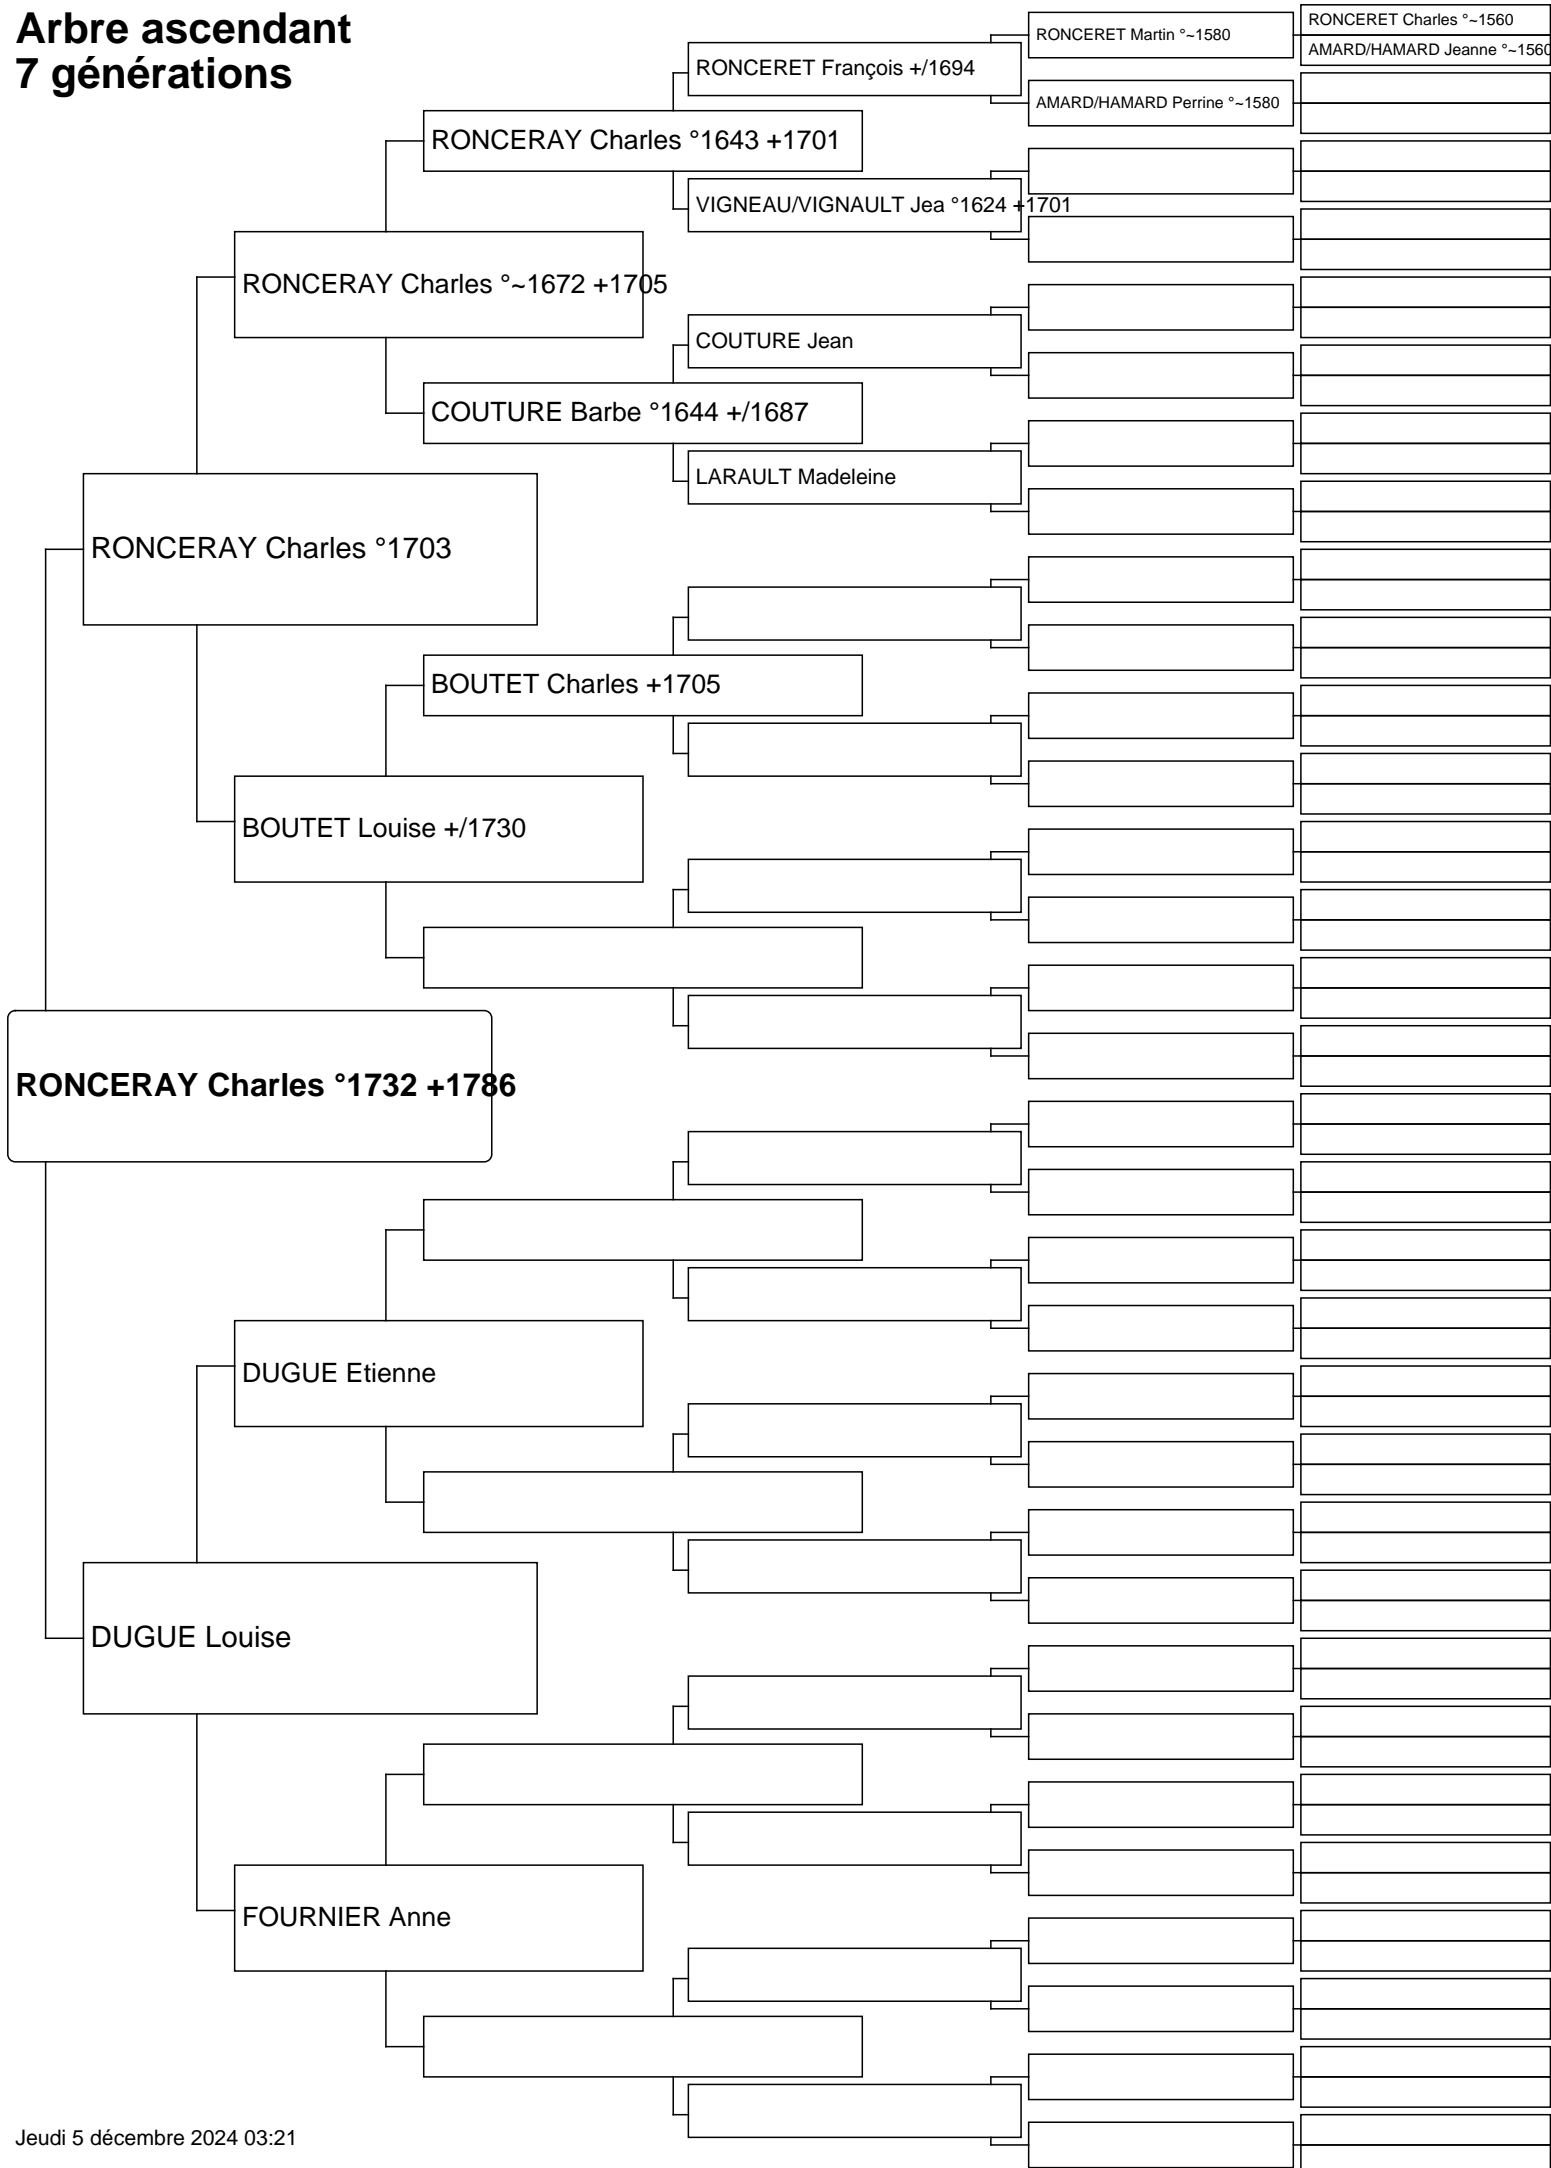 Arbre ascendant
7 générations
RONCERET Charles °~1560
RONCERET Martin °~1580
AMARD/HAMARD Jeanne °~1560
RONCERET François +/1694
AMARD/HAMARD Perrine °~1580
RONCERAY Charles °1643 +1701
VIGNEAU/VIGNAULT Jea °1624 +1701
RONCERAY Charles °~1672 +1705
COUTURE Jean
COUTURE Barbe °1644 +/1687
LARAULT Madeleine
RONCERAY Charles °1703
BOUTET Charles +1705
BOUTET Louise +/1730
RONCERAY Charles °1732 +1786
DUGUE Etienne
DUGUE Louise
FOURNIER Anne
Jeudi 5 décembre 2024 03:21